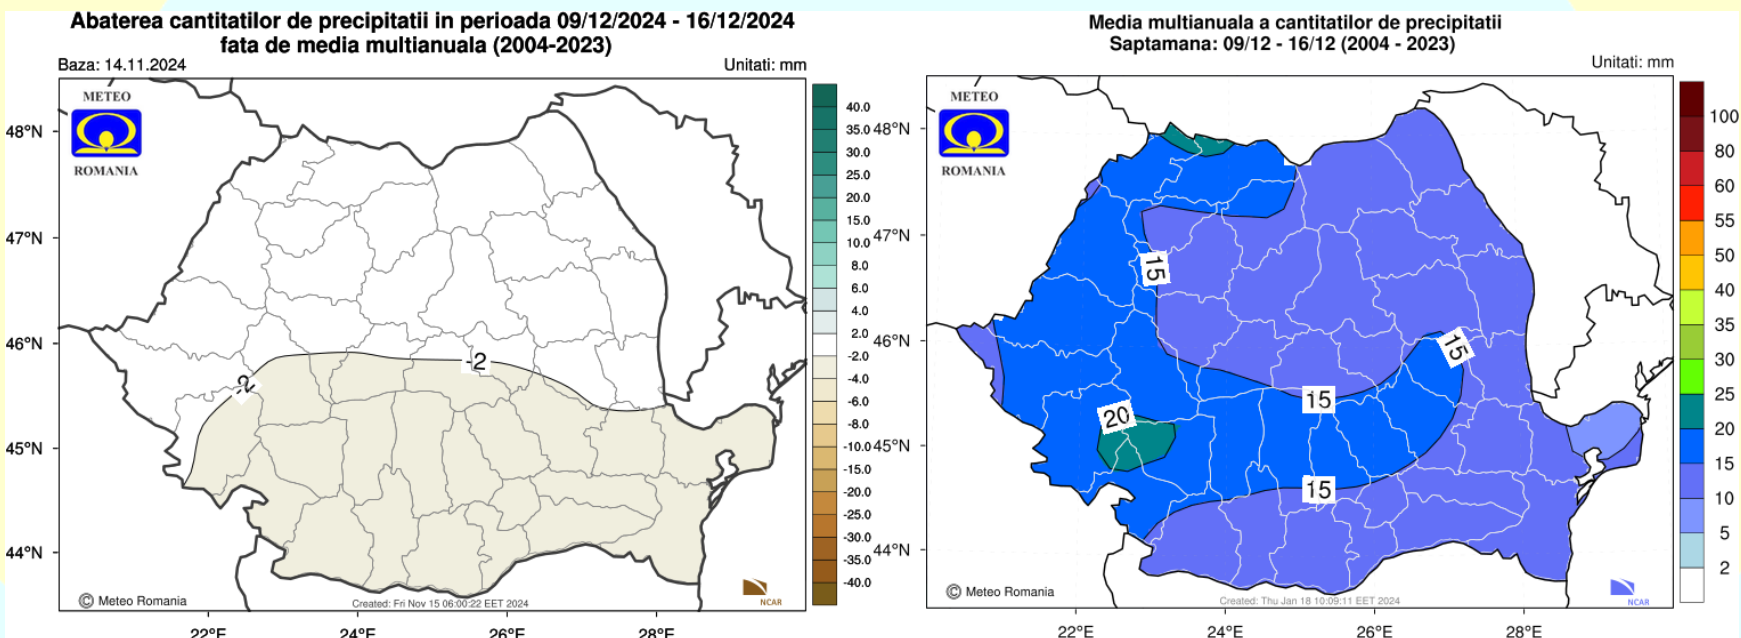 Abaterea cantitatilor de precipitatii in perioada 09/12/2024 - 16/12/2024
fata de media multianuala (2004-2023)
Baza: 14.11.2024
Unitati: mm
METEO
ROMANIA
48°N
47°N
46°N
45°N
44°N
-2
-2
40.0
35.0
30.0
25.0
20.0
15.0
10.0
8.0
6.0
4.0
2.0
-2.0
-4.0
-6.0
-8.0
-10.0
-15.0
-20.0
-25.0
-30.0
-35.0
-40.0
© Meteo Romania
Created: Fri Nov 15 06:00:22 EET 2024
NCAR
22°E
24°E
26°E
28°E
Media multianuala a cantitatilor de precipitatii
Saptamana: 09/12 - 16/12 (2004 - 2023)
Unitati: mm
METEO
ROMANIA
48°N
47°N
46°N
45°N
44°N
15
15
15
20
15
100
80
60
55
50
40
35
30
25
20
15
10
5
2
© Meteo Romania
Created: Thu Jan 18 10:09:11 EET 2024
NCAR
22°E
24°E
26°E
28°E